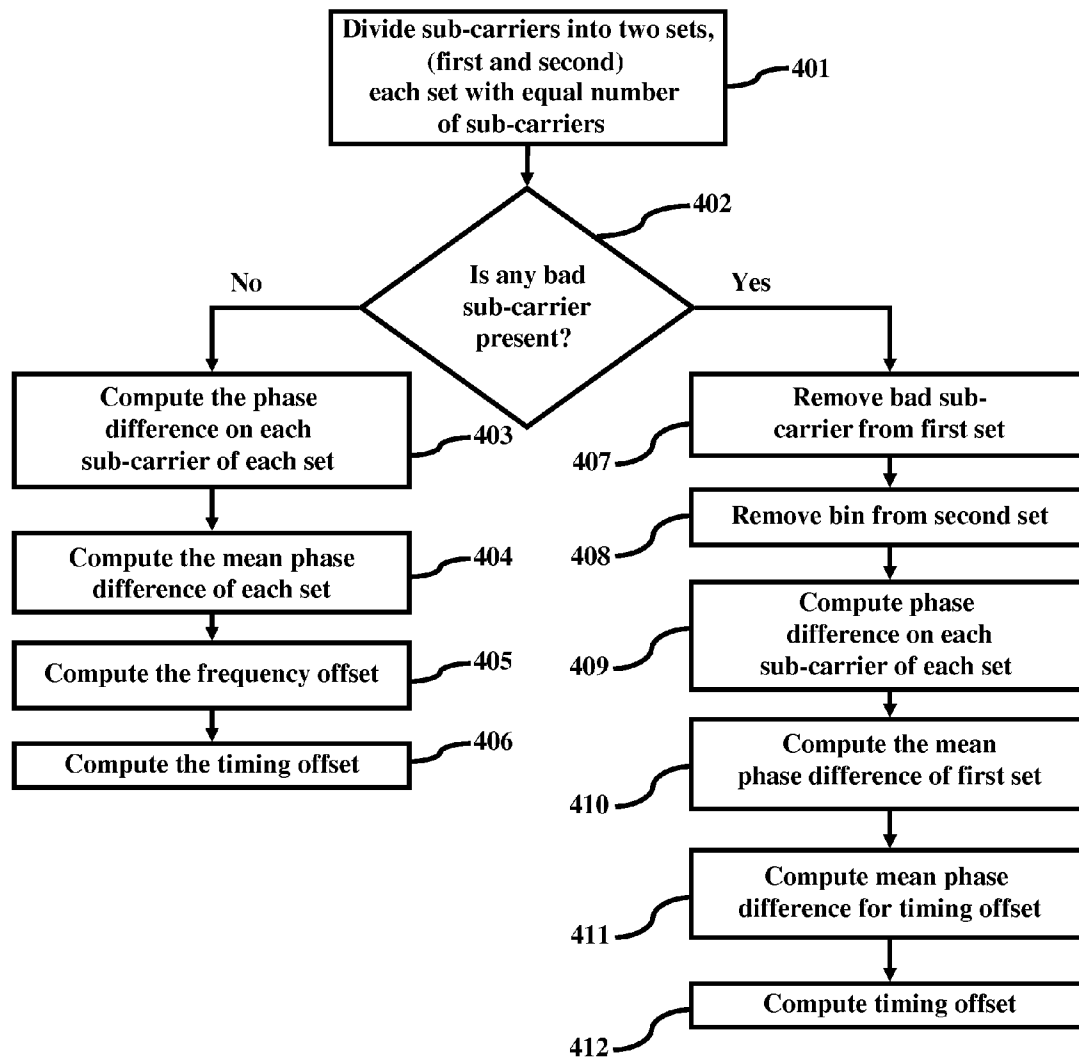 Divide sub-carriers into two sets,
(first and second)
each set with equal number
of sub-carriers
401
402
Is any bad
sub-carrier
present?
No
Yes
Compute the phase
difference on each
sub-carrier of each set
403
Compute the mean phase
difference of each set
404
Compute the frequency offset
405
Compute the timing offset
406
Remove bad sub-
carrier from first set
407
Remove bin from second set
408
Compute phase
difference on each
sub-carrier of each set
409
Compute the mean
phase difference of first set
410
Compute mean phase
difference for timing offset
411
Compute timing offset
412